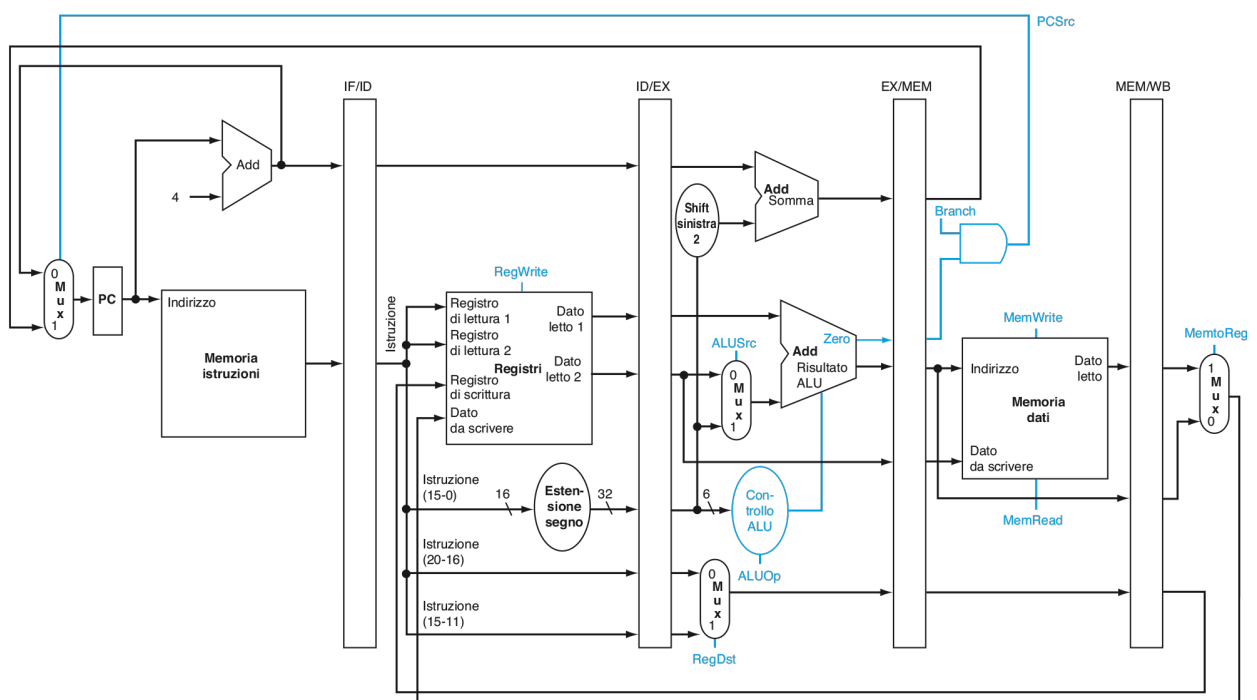 PCSrc
IF/ID
ID/EX
EX/MEM
MEM/WB
Add
4
Add
Somma
Shift
sinistra
2
Branch
0
M
u
x
1
PC
Indirizzo
Memoria
istruzioni
Istruzione
RegWrite
Registro
di lettura 1
Registro
di lettura 2
Registri
Registro
di scrittura
Dato
da scrivere
Dato
letto 1
Dato
letto 2
ALUSrc
0
M
u
x
1
Zero
Add
Risultato
ALU
MemWrite
Indirizzo
Dato
letto
Memoria
dati
Dato
da scrivere
MemRead
MemtoReg
1
M
u
x
0
Istruzione
(15-0)
16
Esten-
sione
segno
32
6
Con-
trollo
ALU
ALUOp
Istruzione
(20-16)
Istruzione
(15-11)
0
M
u
x
1
RegDst